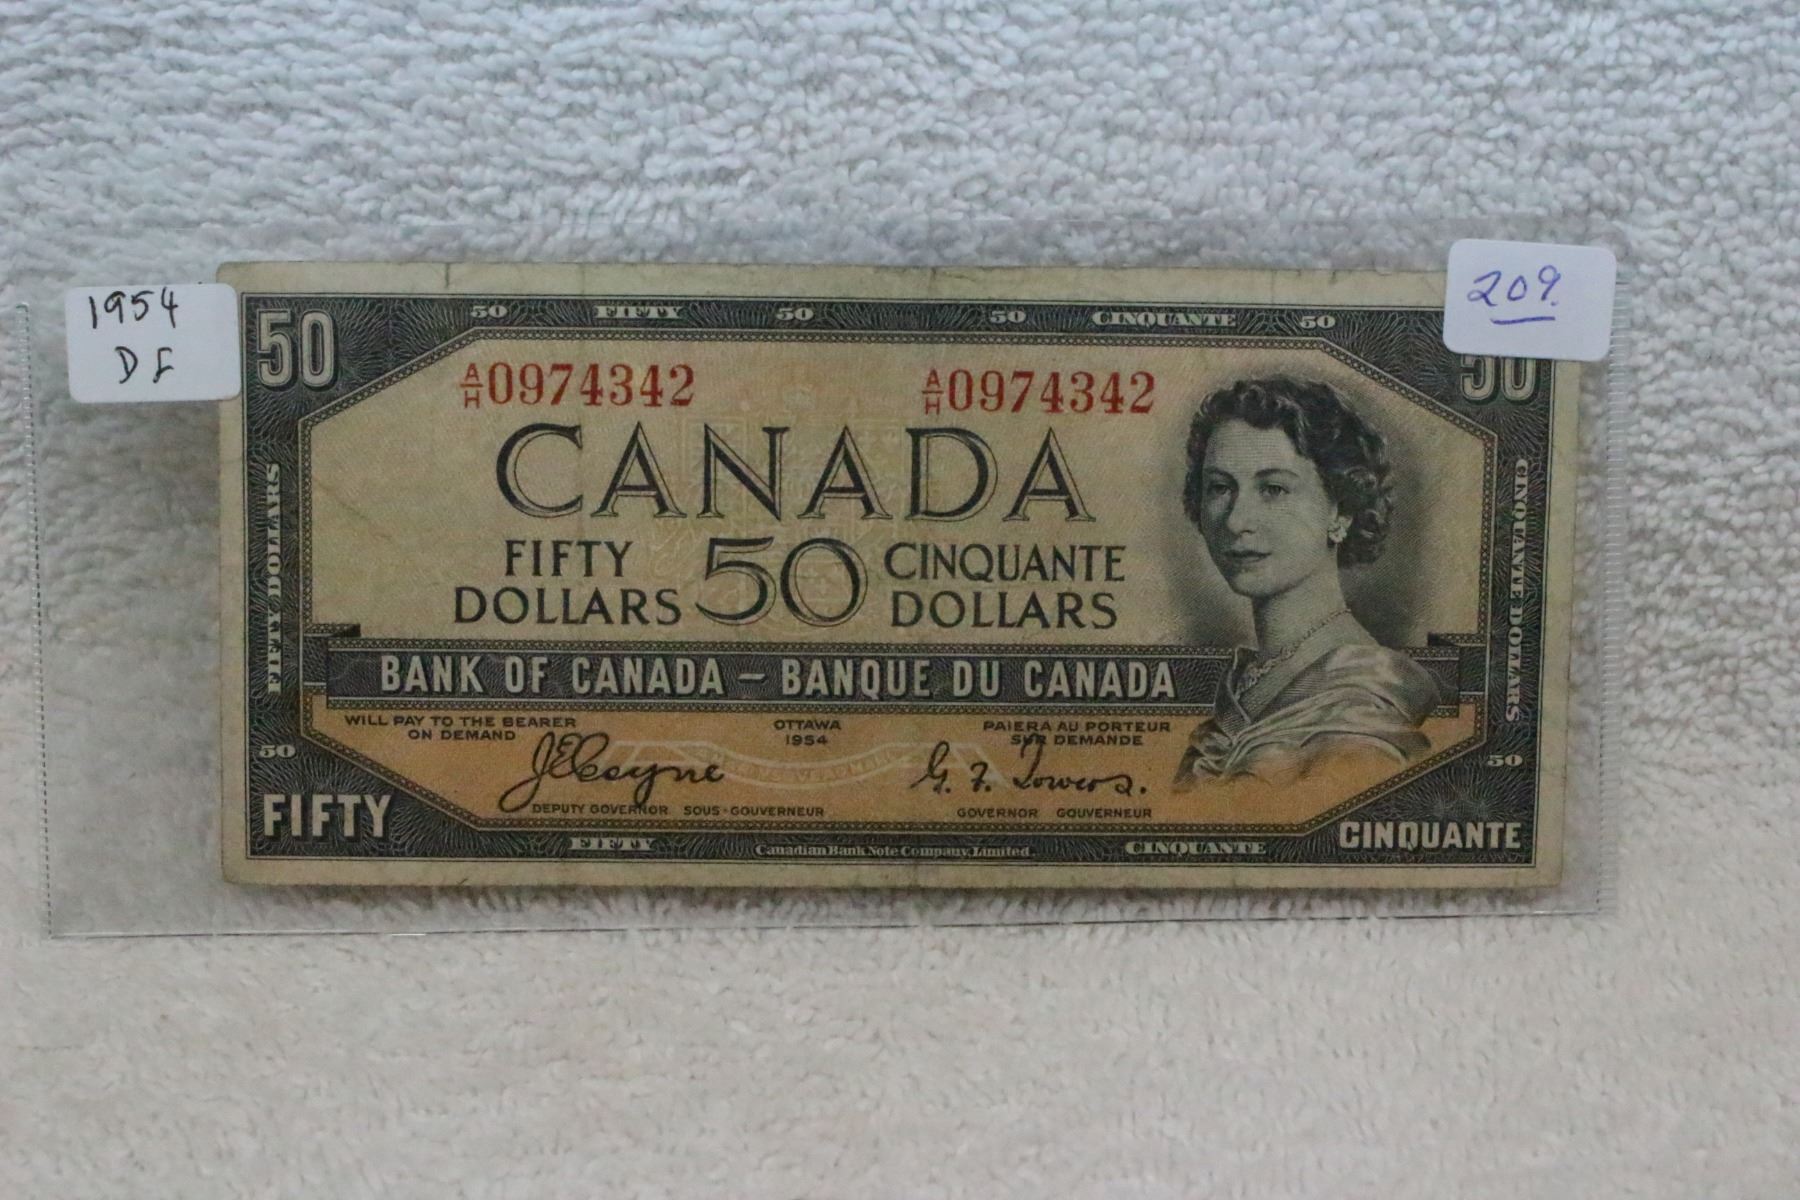 1954
DF
209.
50 FIFTY 50 50 CINQUANTE 50
50 50
A/H 0974342 A/H 0974342
CANADA
FIFTY DOLLARS 50 CINQUANTE DOLLARS
FIFTY DOLLARS
CINQUANTE DOLLARS
BANK OF CANADA – BANQUE DU CANADA
WILL PAY TO THE BEARER ON DEMAND
OTTAWA
1954
PAIERA AU PORTEUR SUR DEMANDE
50 50
J E Coyne G. F. Towers.
DEPUTY GOVERNOR SOUS-GOUVERNEUR GOVERNOR GOUVERNEUR
FIFTY CINQUANTE
FIFTY Canadian Bank Note Company, Limited CINQUANTE